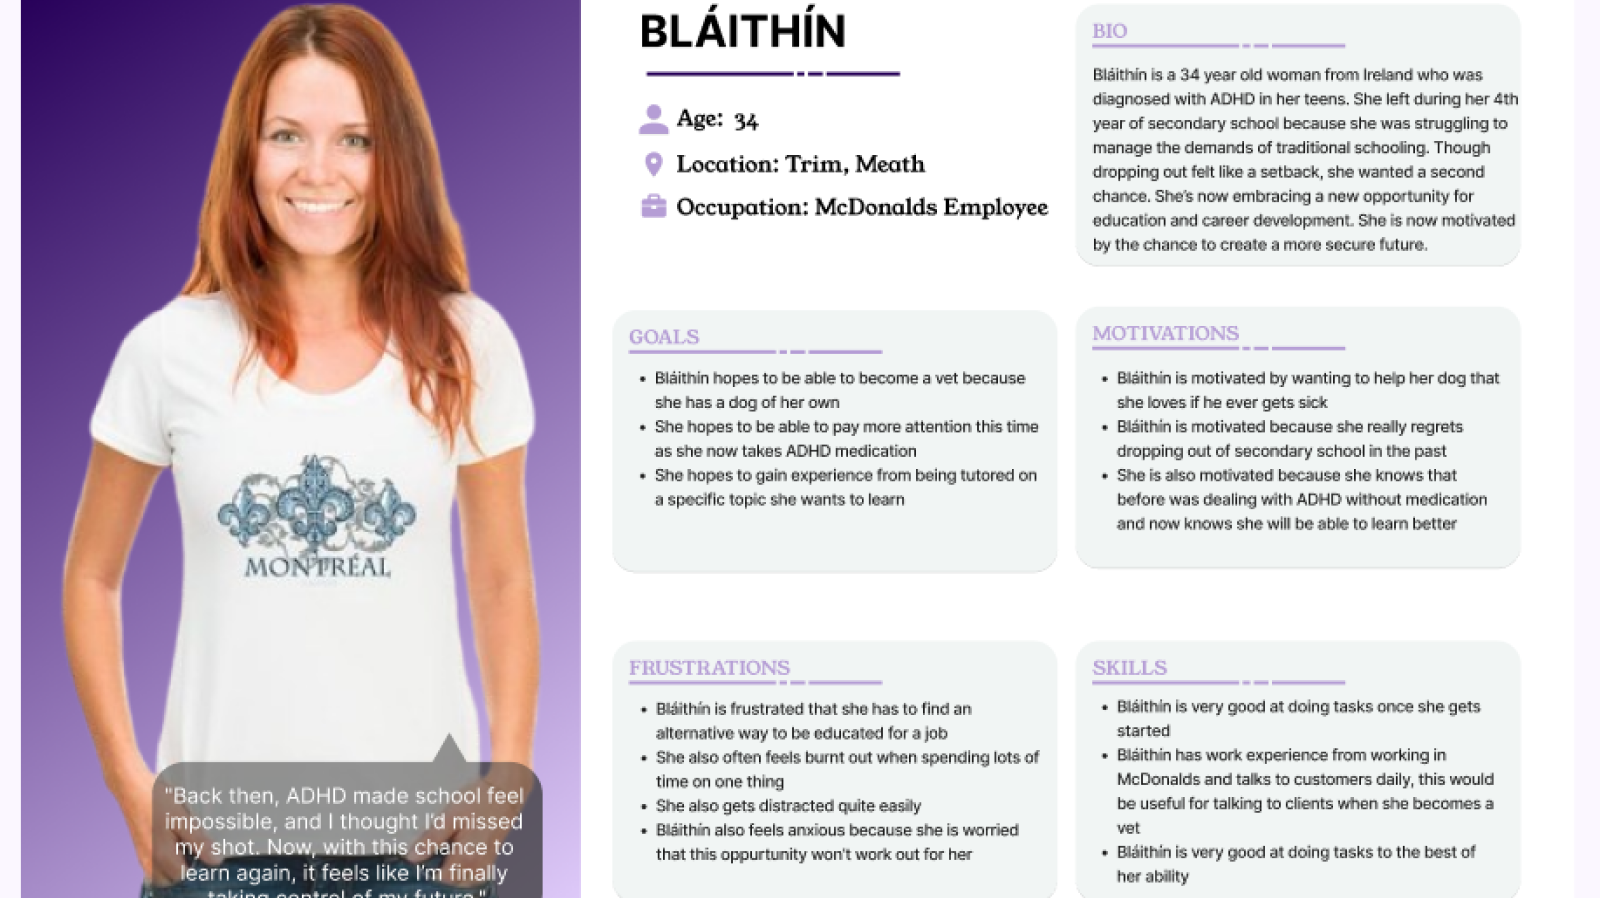 BLÁITHÍN
Age: 34
Location: Trim, Meath
Occupation: McDonalds Employee
BIO
Bláithín is a 34 year old woman from Ireland who was
diagnosed with ADHD in her teens. She left during her 4th
year of secondary school because she was struggling to
manage the demands of traditional schooling. Though
dropping out felt like a setback, she wanted a second
chance. She's now embracing a new opportunity for
education and career development. She is now motivated
by the chance to create a more secure future.
GOALS
• Bláithín hopes to be able to become a vet because
she has a dog of her own
• She hopes to be able to pay more attention this time
as she now takes ADHD medication
• She hopes to gain experience from being tutored on
a specific topic she wants to learn
MOTIVATIONS
• Bláithín is motivated by wanting to help her dog that
she loves if he ever gets sick
• Bláithín is motivated because she really regrets
dropping out of secondary school in the past
• She is also motivated because she knows that
before was dealing with ADHD without medication
and now knows she will be able to learn better
FRUSTRATIONS
• Bláithín is frustrated that she has to find an
alternative way to be educated for a job
• She also often feels burnt out when spending lots of
time on one thing
• She also gets distracted quite easily
• Bláithín also feels anxious because she is worried
that this oppurtunity won't work out for her
SKILLS
• Bláithín is very good at doing tasks once she gets
started
• Bláithín has work experience from working in
McDonalds and talks to customers daily, this would
be useful for talking to clients when she becomes a
vet
• Bláithín is very good at doing tasks to the best of
her ability
MONTRÉAL
"Back then, ADHD made school feel
impossible, and I thought I'd missed
my shot. Now, with this chance to
learn again, it feels like I'm finally
taking control of my future."